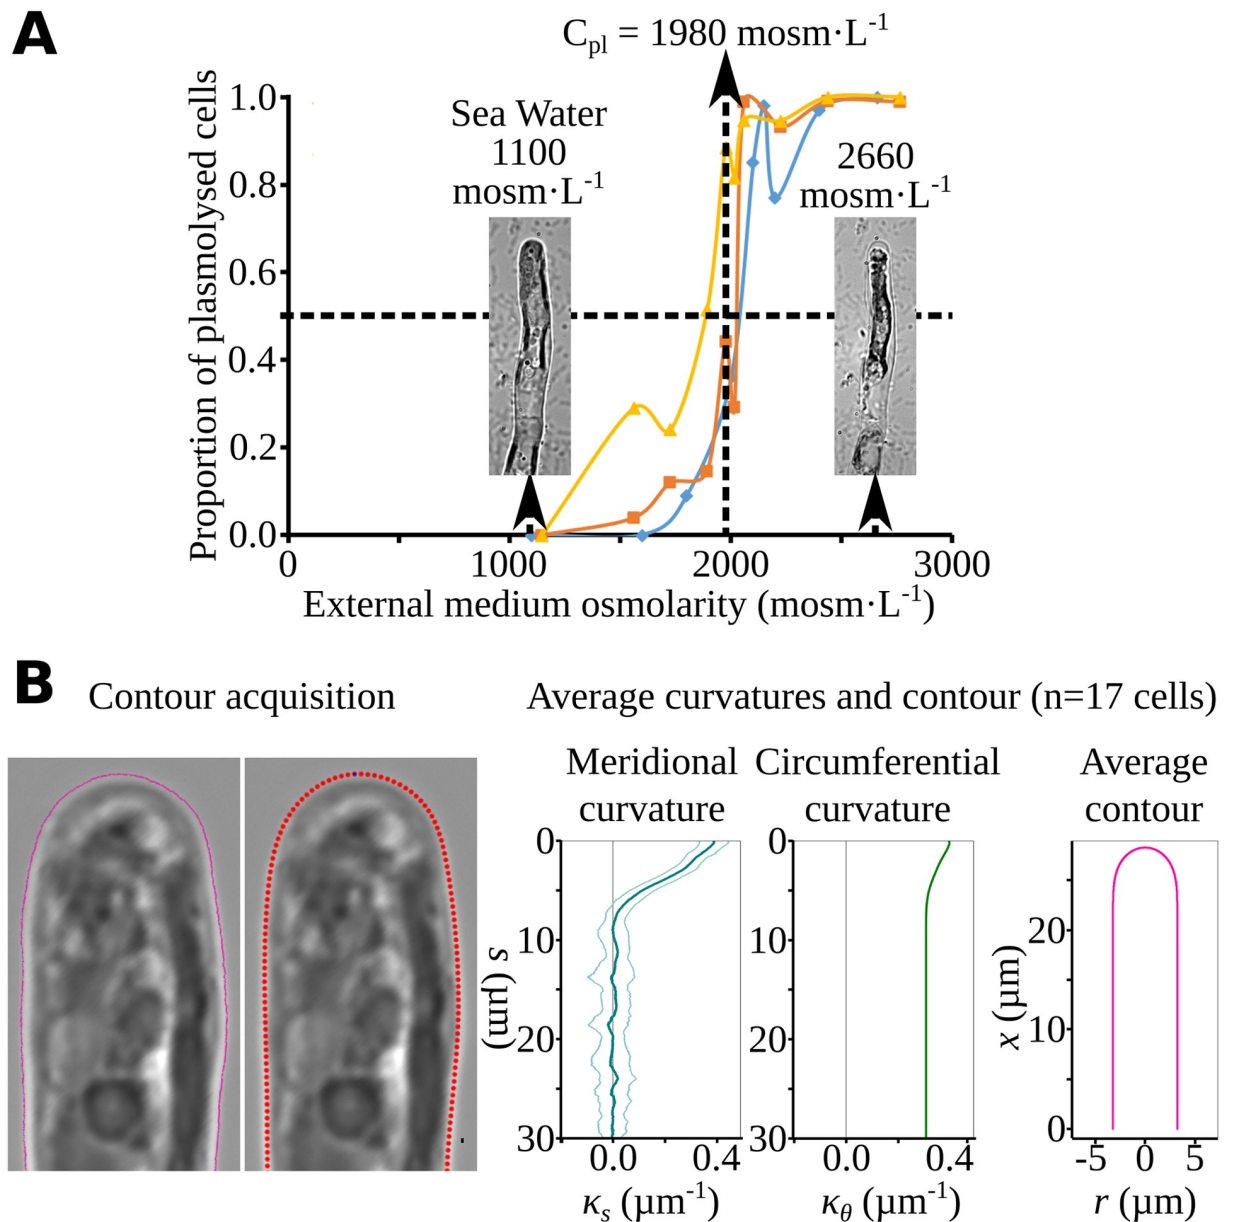 A
C_pl = 1980 mosm·L⁻¹
Proportion of plasmolysed cells
1.0
0.8
0.6
0.4
0.2
0.0
Sea Water
1100
mosm·L⁻¹
2660
mosm·L⁻¹
0
1000
2000
3000
External medium osmolarity (mosm·L⁻¹)
B
Contour acquisition
Average curvatures and contour (n=17 cells)
Meridional
curvature
s (µm)
0
10
20
30
0.0
0.4
κ_s (µm⁻¹)
Circumferential
curvature
0
10
20
30
0.0
0.4
κ_θ (µm⁻¹)
Average
contour
x (µm)
20
10
0
-5
0
5
r (µm)